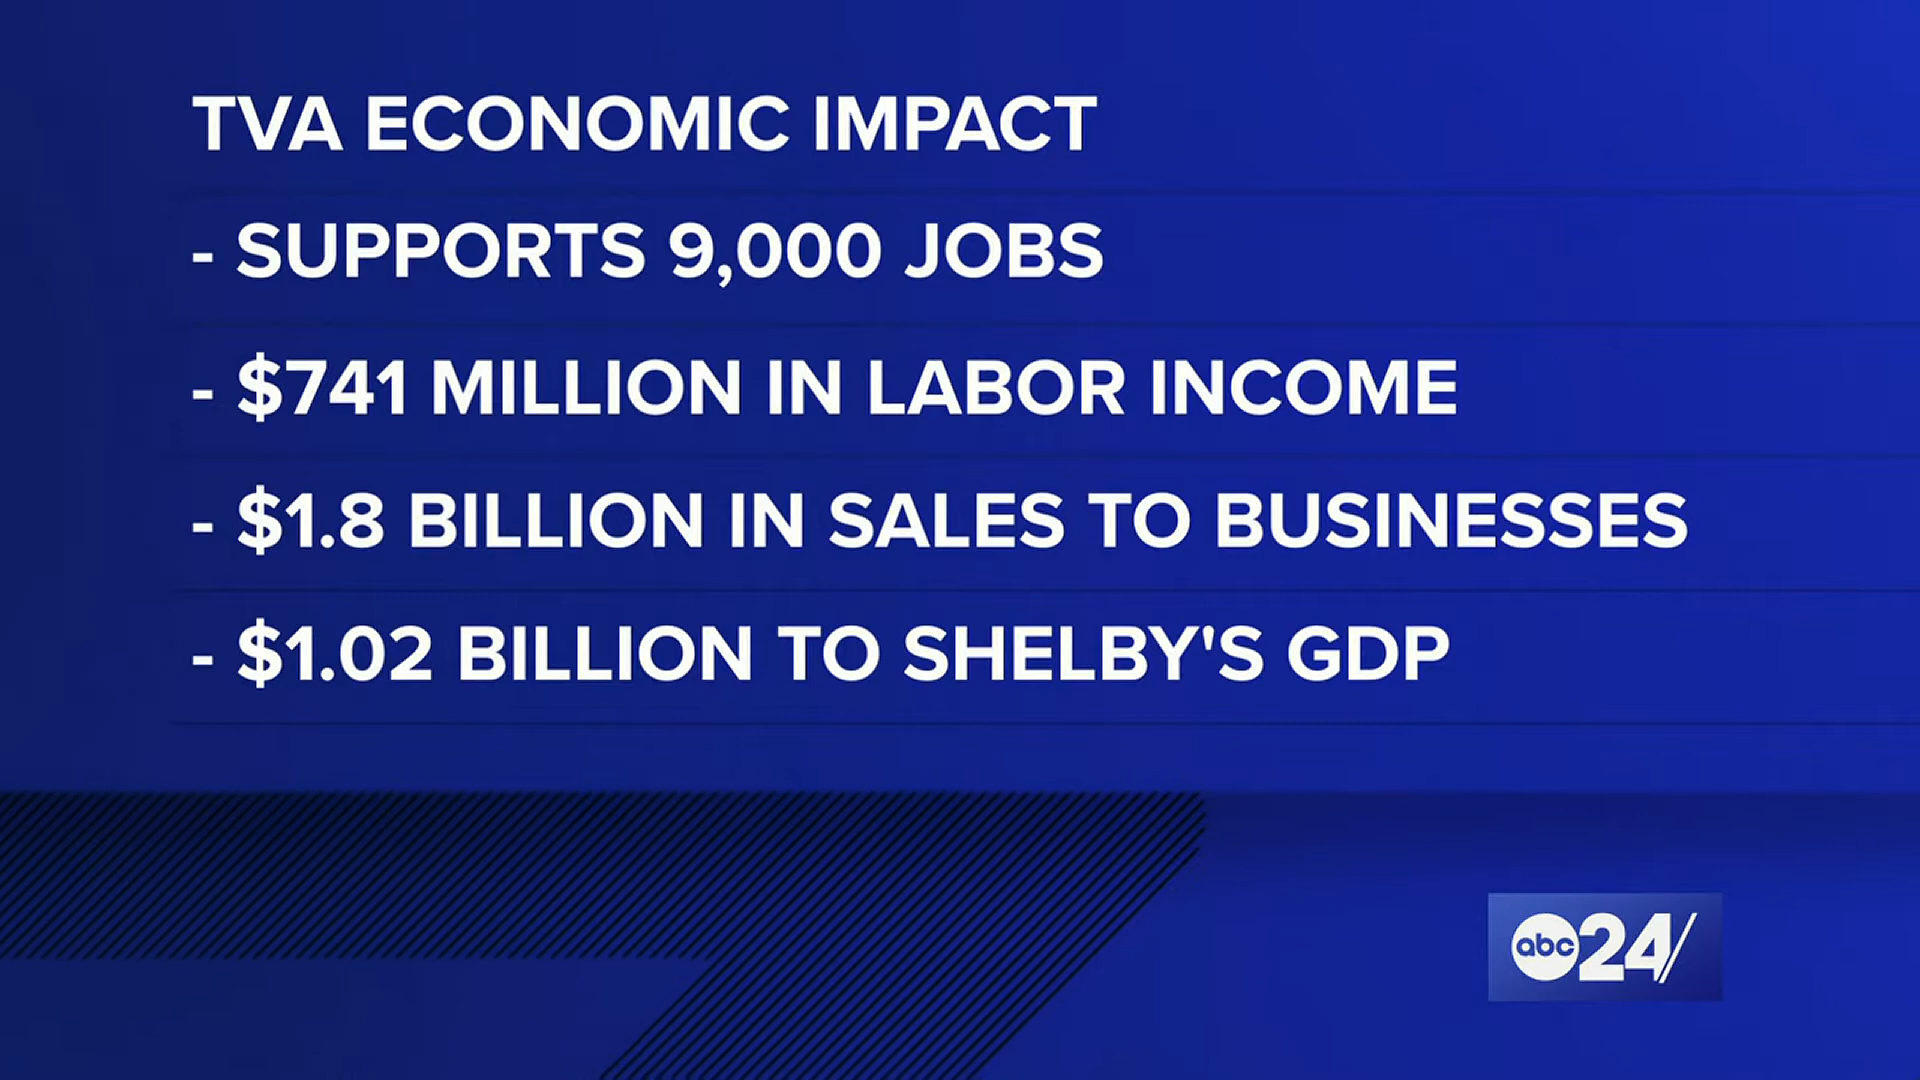 TVA ECONOMIC IMPACT
- SUPPORTS 9,000 JOBS
- $741 MILLION IN LABOR INCOME
- $1.8 BILLION IN SALES TO BUSINESSES
- $1.02 BILLION TO SHELBY'S GDP
abc24/